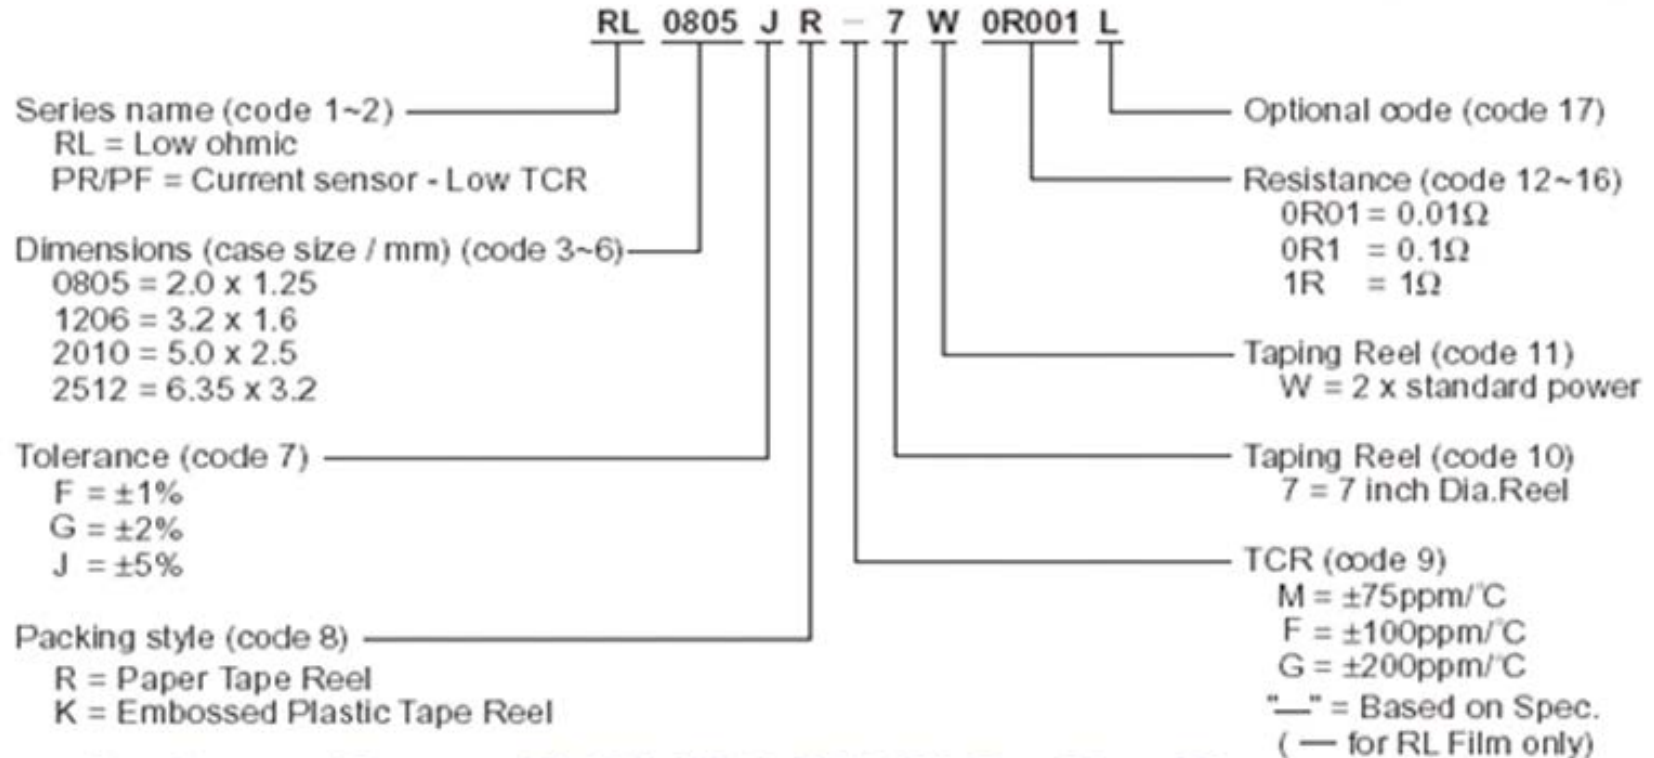 RL 0805 J R – 7 W 0R001 L
Series name (code 1~2)
RL = Low ohmic
PR/PF = Current sensor - Low TCR
Dimensions (case size / mm) (code 3~6)
0805 = 2.0 x 1.25
1206 = 3.2 x 1.6
2010 = 5.0 x 2.5
2512 = 6.35 x 3.2
Tolerance (code 7)
F = ±1%
G = ±2%
J = ±5%
Packing style (code 8)
R = Paper Tape Reel
K = Embossed Plastic Tape Reel
Optional code (code 17)
Resistance (code 12~16)
0R01 = 0.01Ω
0R1 = 0.1Ω
1R = 1Ω
Taping Reel (code 11)
W = 2 x standard power
Taping Reel (code 10)
7 = 7 inch Dia.Reel
TCR (code 9)
M = ±75ppm/°C
F = ±100ppm/°C
G = ±200ppm/°C
"—" = Based on Spec.
( — for RL Film only)